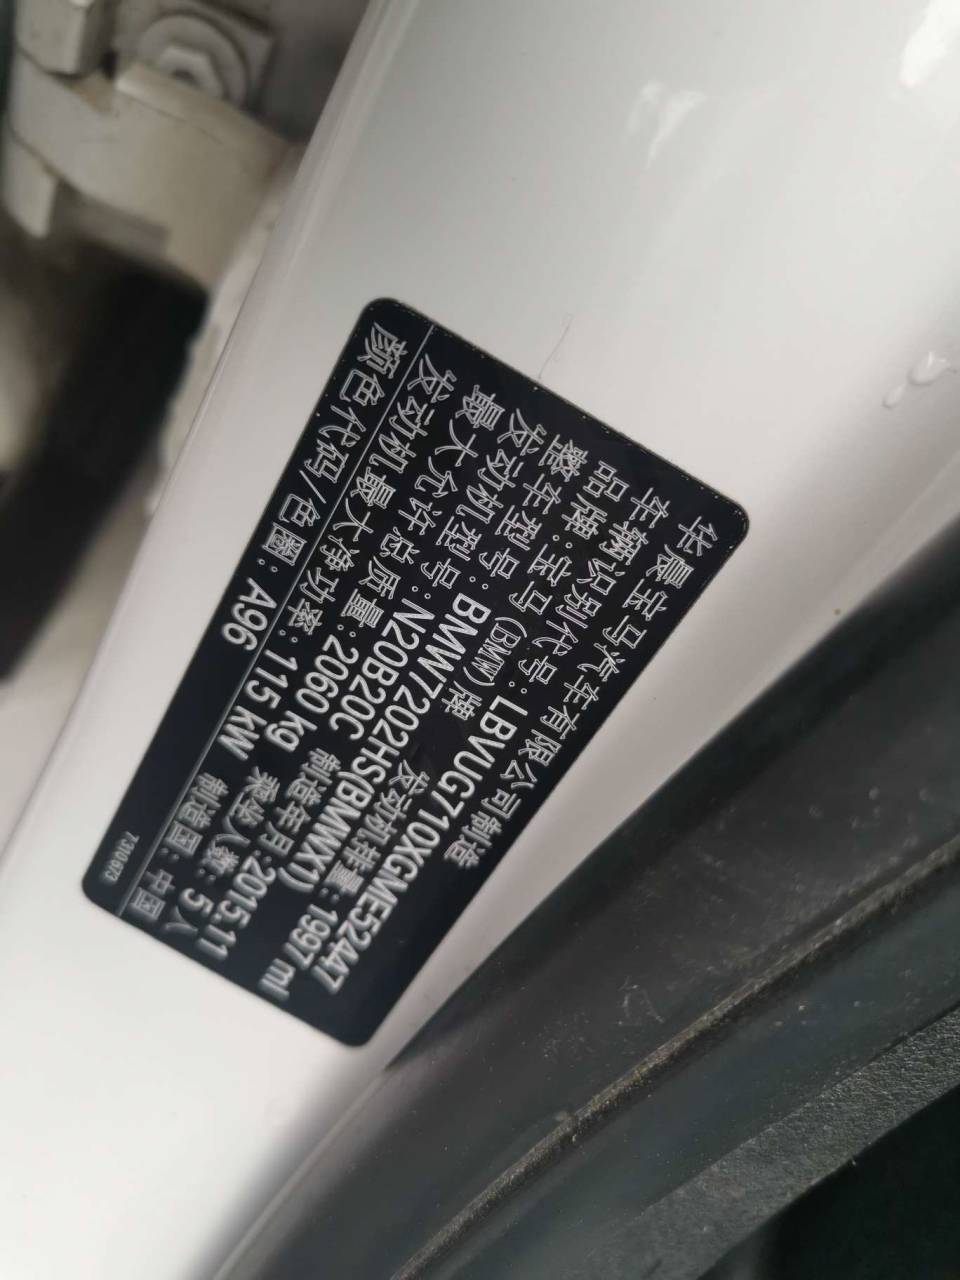 华晨宝马汽车有限公司制造
车辆识别代号：LBVUG710XGME52447
品牌：宝马(BMW)牌 发动机排量：1997 ml
整车型号：BMW7202HS(BMWX1)
发动机型号：N20B20C 制造年月：2015.11
最大允许总质量：2060 kg 乘坐人数：5人
发动机最大净功率：115 kW 制造国：中国
颜色代码/色圈：A96
7310673